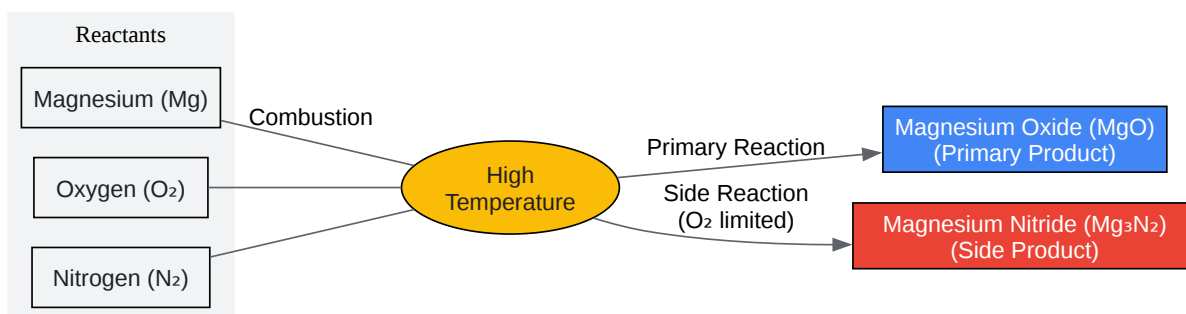 Reactants
Magnesium (Mg)
Oxygen (O₂)
Nitrogen (N₂)
Combustion
High
Temperature
Primary Reaction
Side Reaction
(O₂ limited)
Magnesium Oxide (MgO)
(Primary Product)
Magnesium Nitride (Mg₃N₂)
(Side Product)